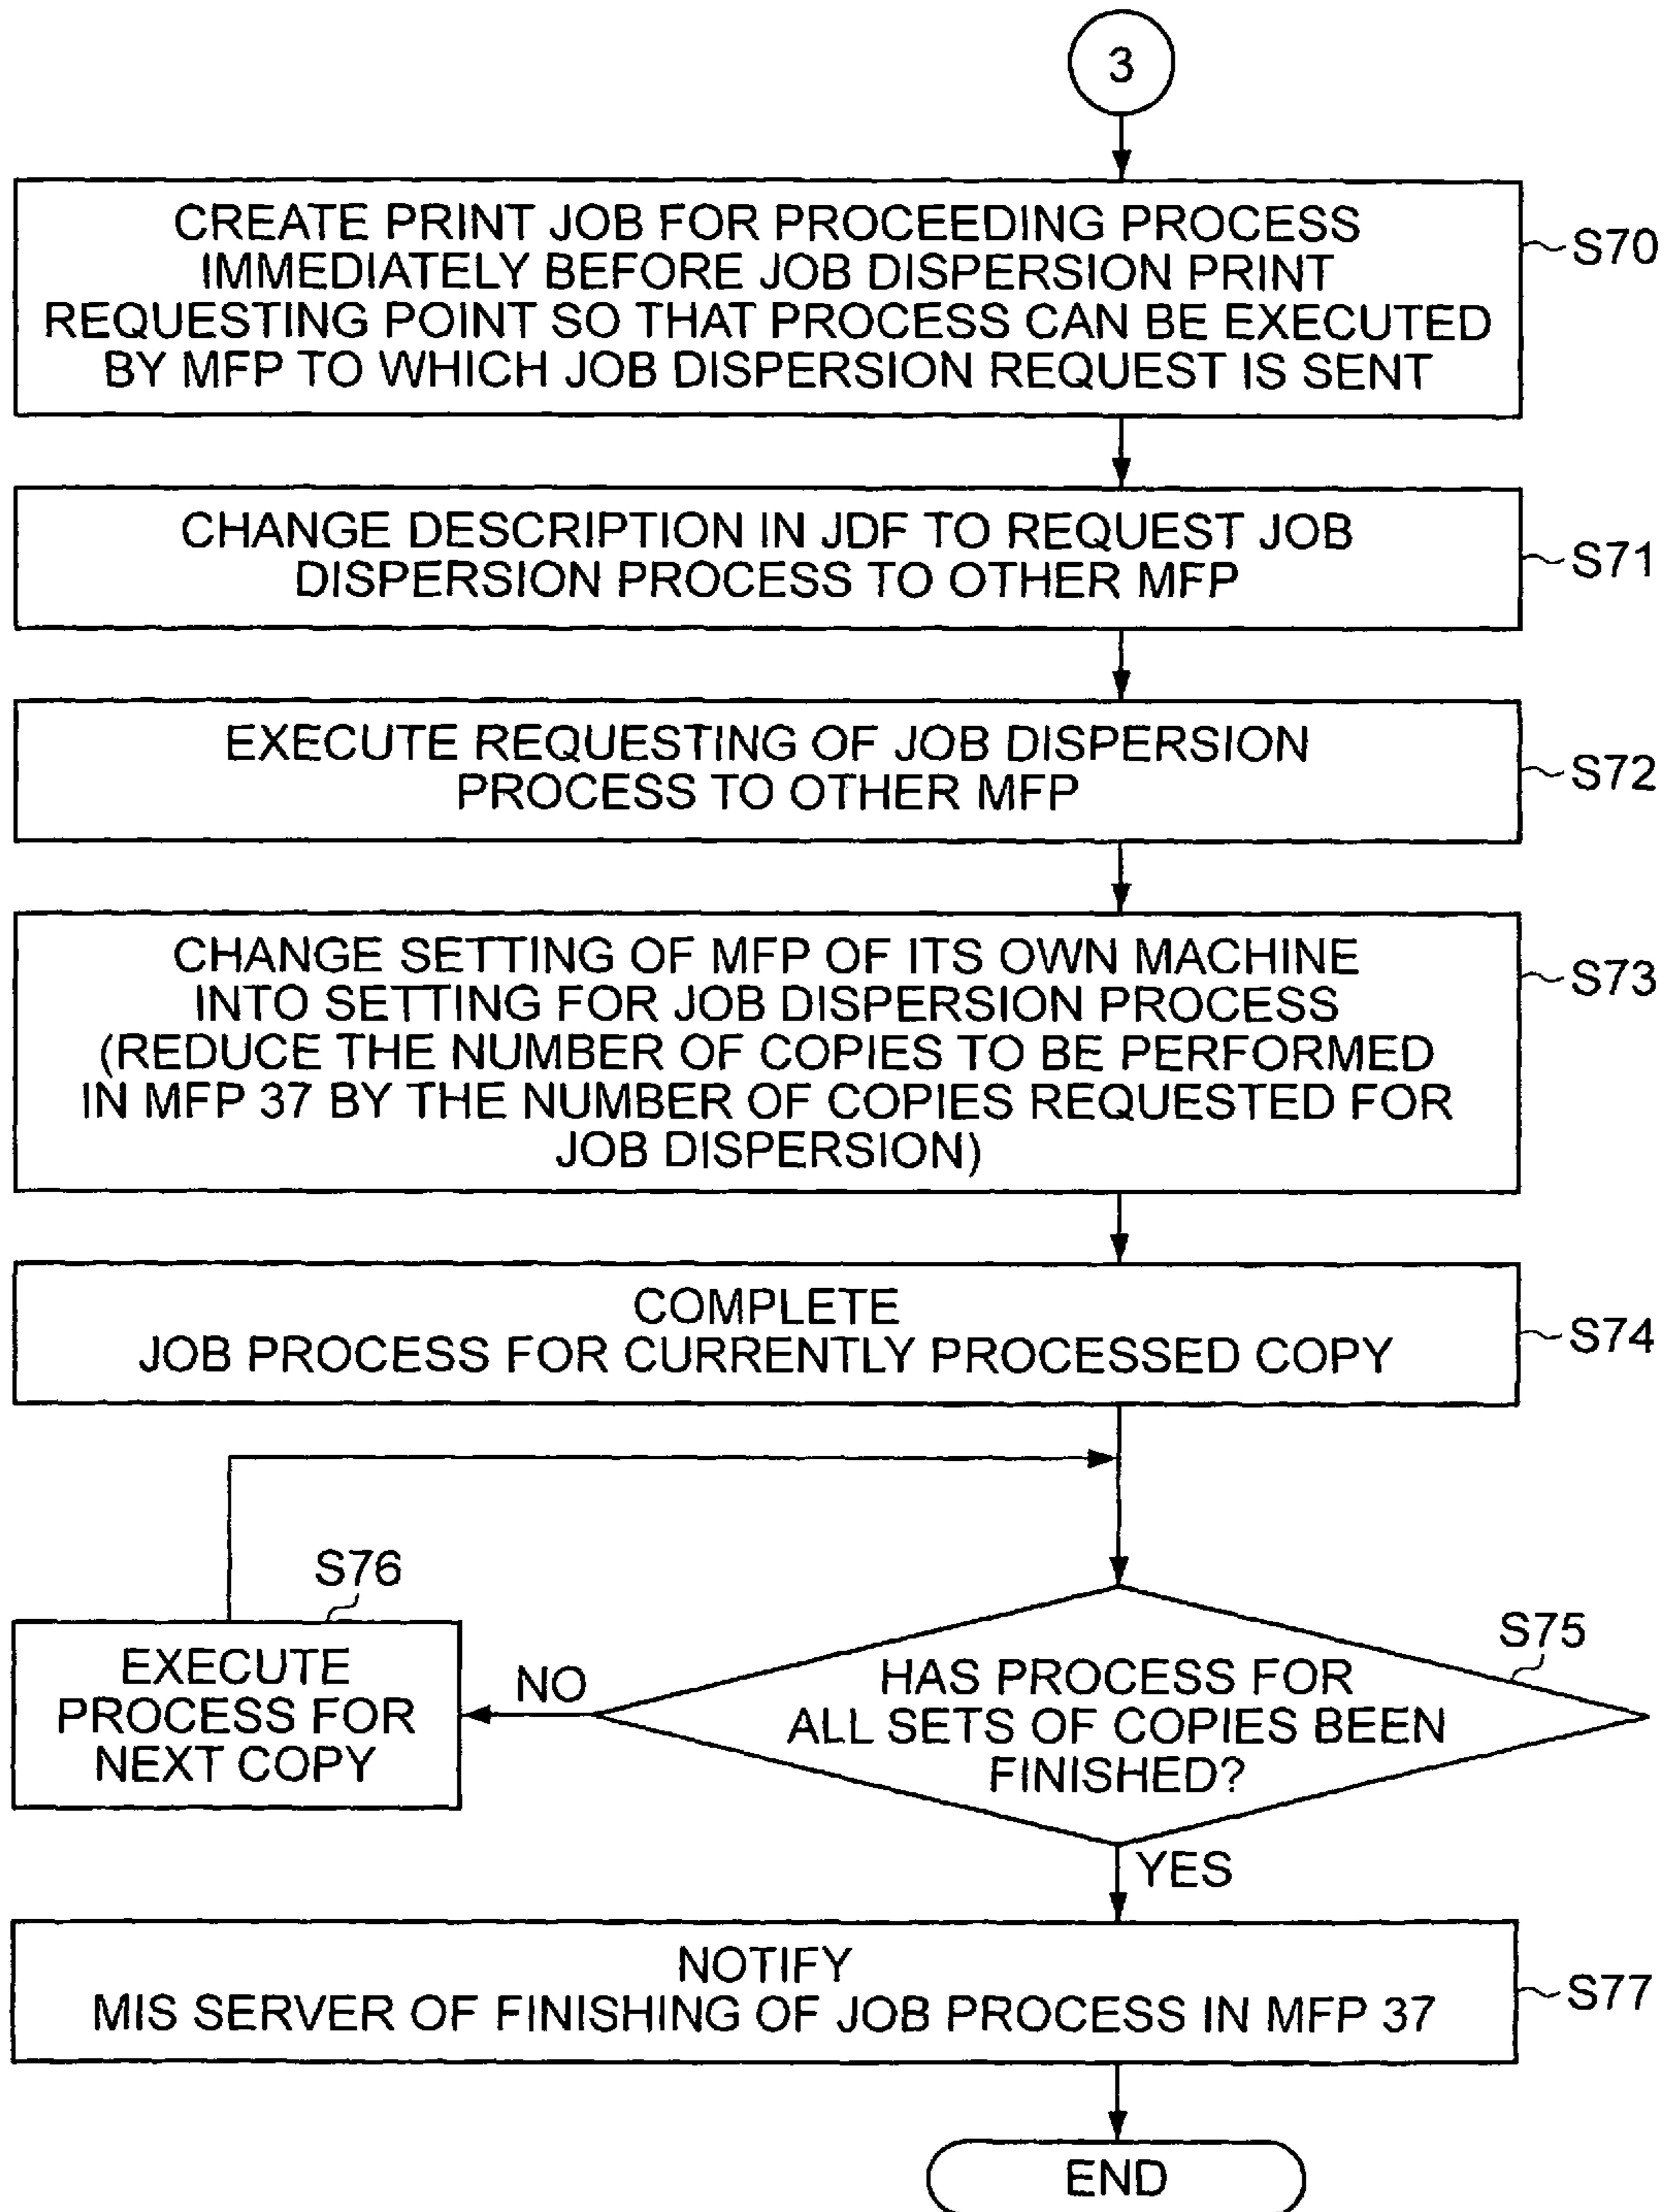 3
CREATE PRINT JOB FOR PROCEEDING PROCESS
IMMEDIATELY BEFORE JOB DISPERSION PRINT
REQUESTING POINT SO THAT PROCESS CAN BE EXECUTED
BY MFP TO WHICH JOB DISPERSION REQUEST IS SENT
S70
CHANGE DESCRIPTION IN JDF TO REQUEST JOB
DISPERSION PROCESS TO OTHER MFP
S71
EXECUTE REQUESTING OF JOB DISPERSION
PROCESS TO OTHER MFP
S72
CHANGE SETTING OF MFP OF ITS OWN MACHINE
INTO SETTING FOR JOB DISPERSION PROCESS
(REDUCE THE NUMBER OF COPIES TO BE PERFORMED
IN MFP 37 BY THE NUMBER OF COPIES REQUESTED FOR
JOB DISPERSION)
S73
COMPLETE
JOB PROCESS FOR CURRENTLY PROCESSED COPY
S74
S76
EXECUTE
PROCESS FOR
NEXT COPY
NO
S75
HAS PROCESS FOR
ALL SETS OF COPIES BEEN
FINISHED?
YES
NOTIFY
MIS SERVER OF FINISHING OF JOB PROCESS IN MFP 37
S77
END